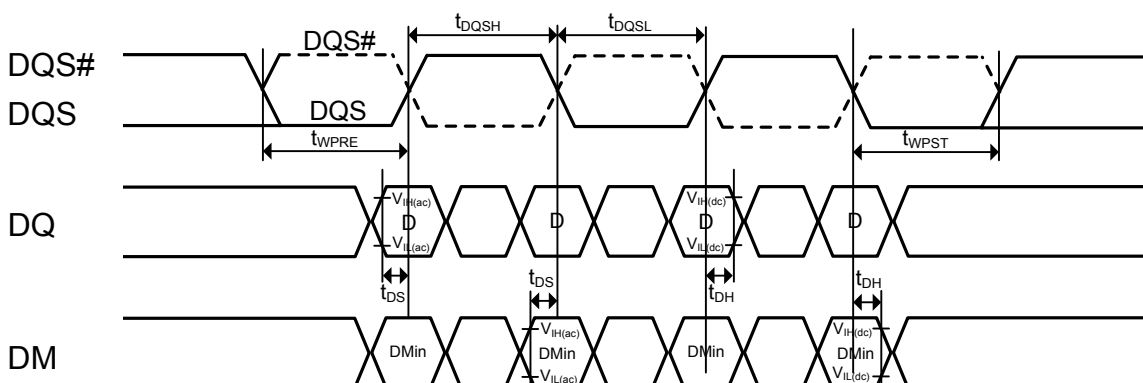 tDQSH tDQSL
DQS#
DQS#
DQS
DQS
tWPRE tWPST
VIH(ac) VIH(dc)
DQ D D D D
VIL(ac) VIL(dc)
tDS tDS tDH tDH
VIH(ac) VIH(dc)
DM DMin DMin DMin DMin
VIL(ac) VIL(dc)